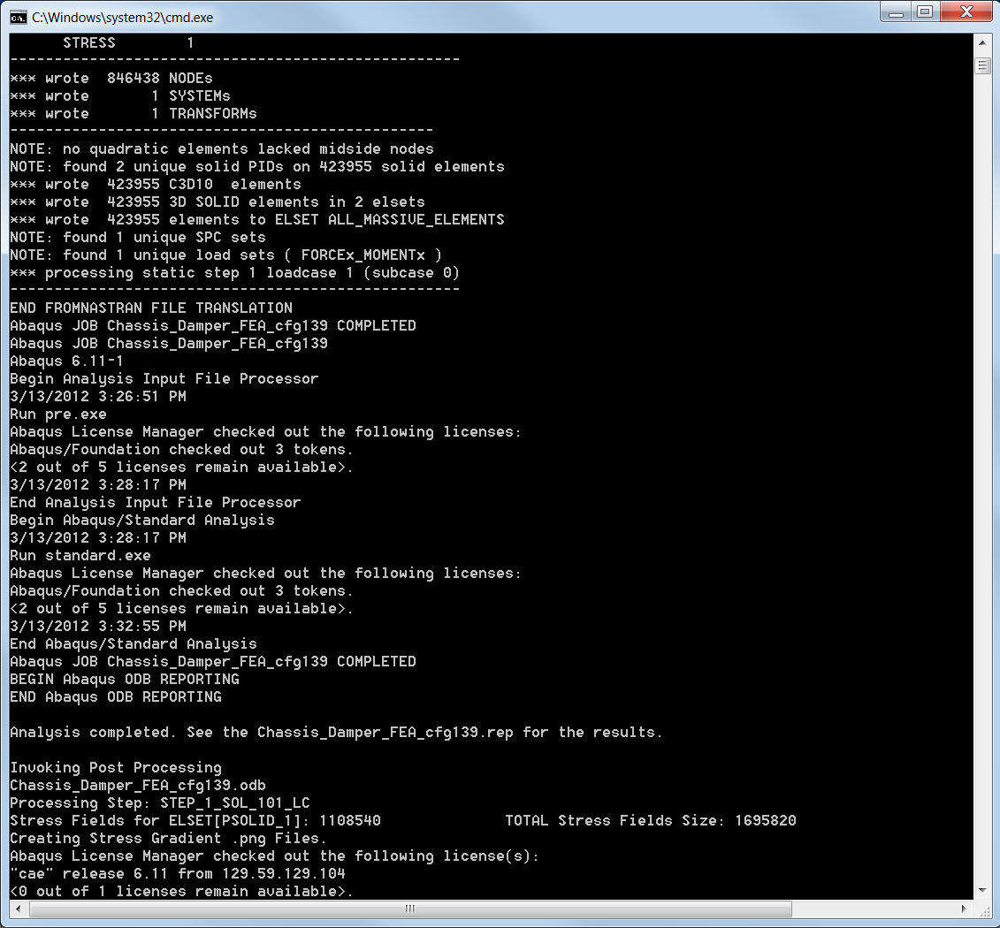 C:\Windows\system32\cmd.exe
STRESS        1
---------------------------------------------------
*** wrote  846438 NODEs
*** wrote       1 SYSTEMs
*** wrote       1 TRANSFORMs
------------------------------------------------
NOTE: no quadratic elements lacked midside nodes
NOTE: found 2 unique solid PIDs on 423955 solid elements
*** wrote  423955 C3D10  elements
*** wrote  423955 3D SOLID elements in 2 elsets
*** wrote  423955 elements to ELSET ALL_MASSIVE_ELEMENTS
NOTE: found 1 unique SPC sets
NOTE: found 1 unique load sets ( FORCEx_MOMENTx )
*** processing static step 1 loadcase 1 (subcase 0)
---------------------------------------------------
END FROMNASTRAN FILE TRANSLATION
Abaqus JOB Chassis_Damper_FEA_cfg139 COMPLETED
Abaqus JOB Chassis_Damper_FEA_cfg139
Abaqus 6.11-1
Begin Analysis Input File Processor
3/13/2012 3:26:51 PM
Run pre.exe
Abaqus License Manager checked out the following licenses:
Abaqus/Foundation checked out 3 tokens.
<2 out of 5 licenses remain available>.
3/13/2012 3:28:17 PM
End Analysis Input File Processor
Begin Abaqus/Standard Analysis
3/13/2012 3:28:17 PM
Run standard.exe
Abaqus License Manager checked out the following licenses:
Abaqus/Foundation checked out 3 tokens.
<2 out of 5 licenses remain available>.
3/13/2012 3:32:55 PM
End Abaqus/Standard Analysis
Abaqus JOB Chassis_Damper_FEA_cfg139 COMPLETED
BEGIN Abaqus ODB REPORTING
END Abaqus ODB REPORTING
Analysis completed. See the Chassis_Damper_FEA_cfg139.rep for the results.
Invoking Post Processing
Chassis_Damper_FEA_cfg139.odb
Processing Step: STEP_1_SOL_101_LC
Stress Fields for ELSET[PSOLID_1]: 1108540              TOTAL Stress Fields Size: 1695820
Creating Stress Gradient .png Files.
Abaqus License Manager checked out the following license(s):
"cae" release 6.11 from 129.59.129.104
<0 out of 1 licenses remain available>.